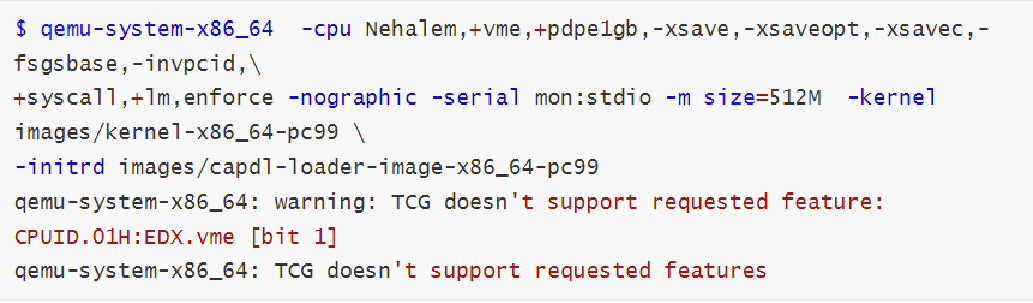 $ qemu-system-x86_64  -cpu Nehalem,+vme,+pdpe1gb,-xsave,-xsaveopt,-xsavec,-
fsgsbase,-invpcid,\
+syscall,+lm,enforce -nographic -serial mon:stdio -m size=512M  -kernel
images/kernel-x86_64-pc99 \
-initrd images/capdl-loader-image-x86_64-pc99
qemu-system-x86_64: warning: TCG doesn't support requested feature:
CPUID.01H:EDX.vme [bit 1]
qemu-system-x86_64: TCG doesn't support requested features